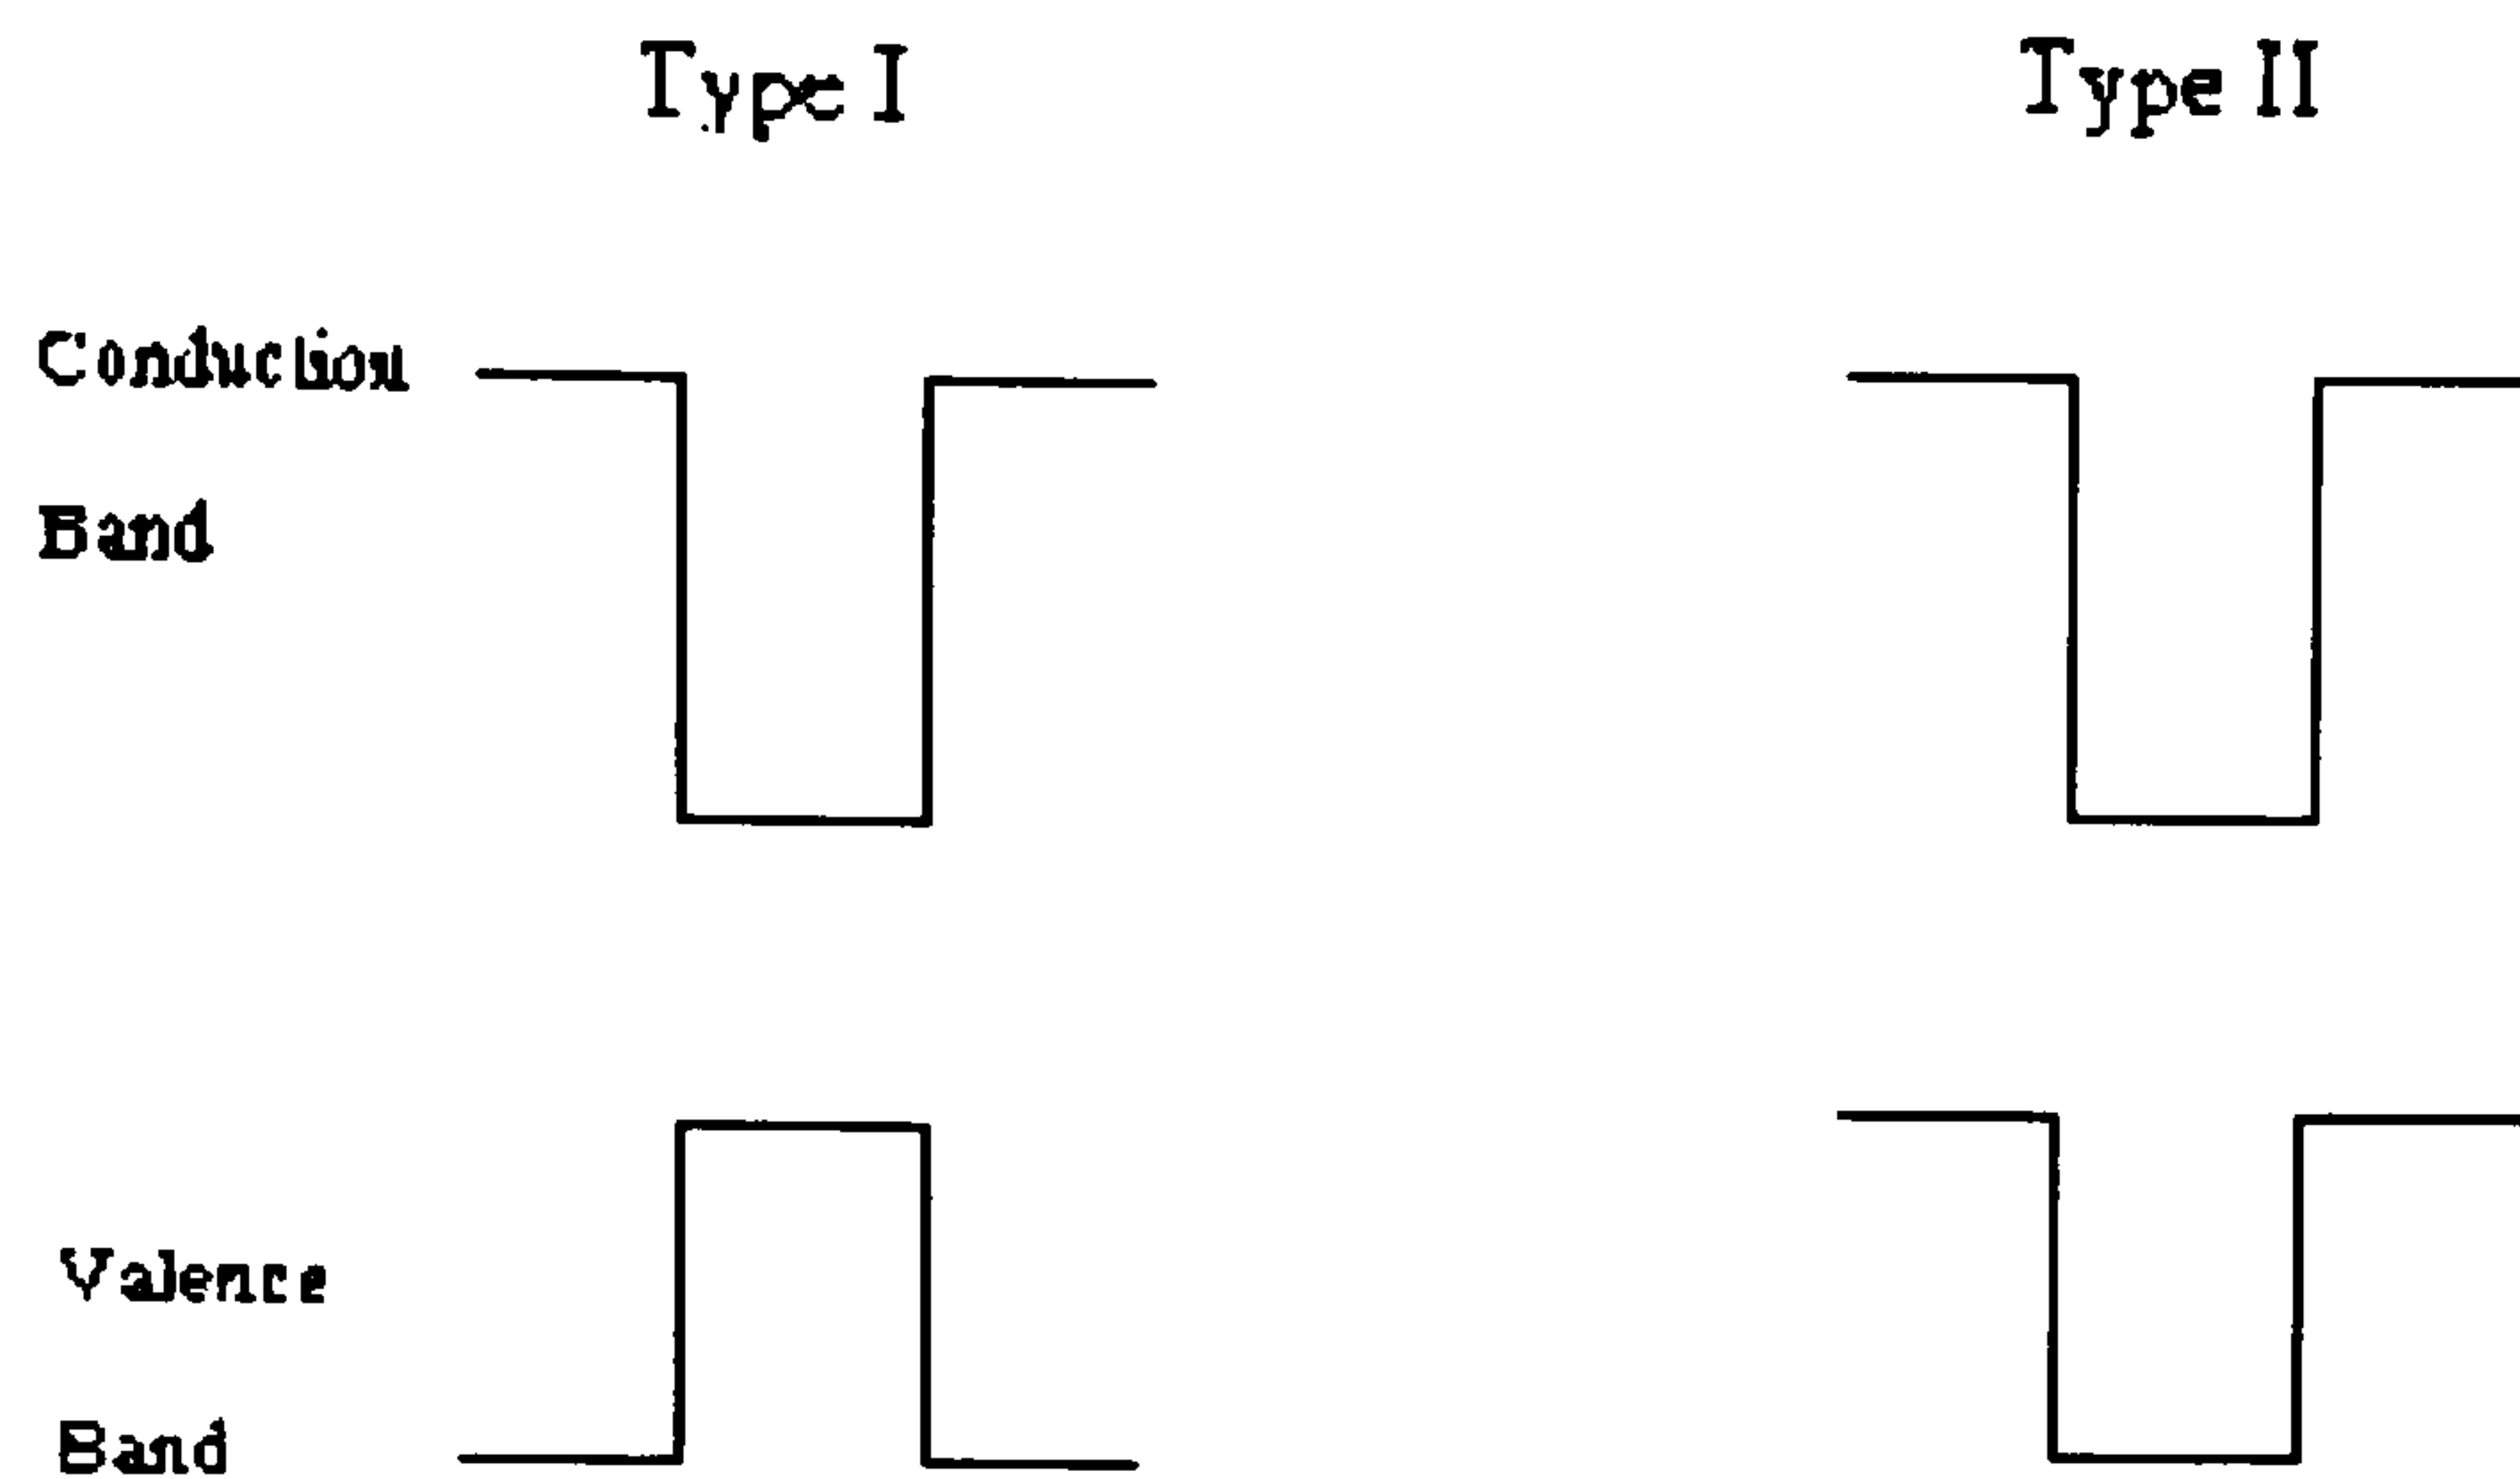 Type I
Type II
Conduction
Band
Valence
Band